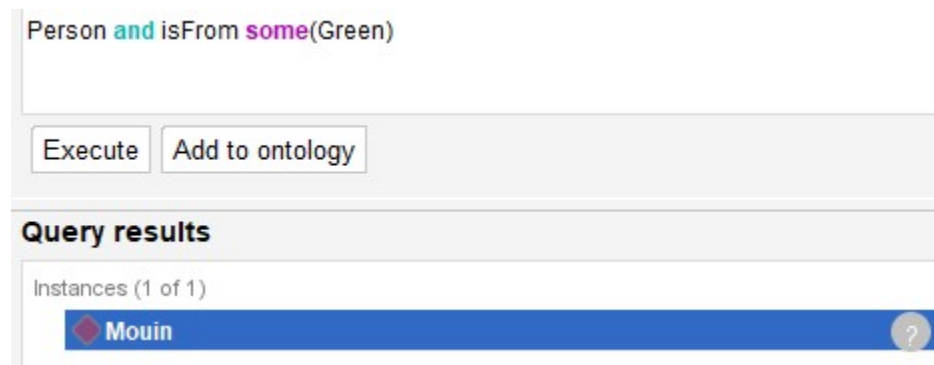 Person and isFrom some(Green)
Execute Add to ontology
Query results
Instances (1 of 1)
Mouin ?